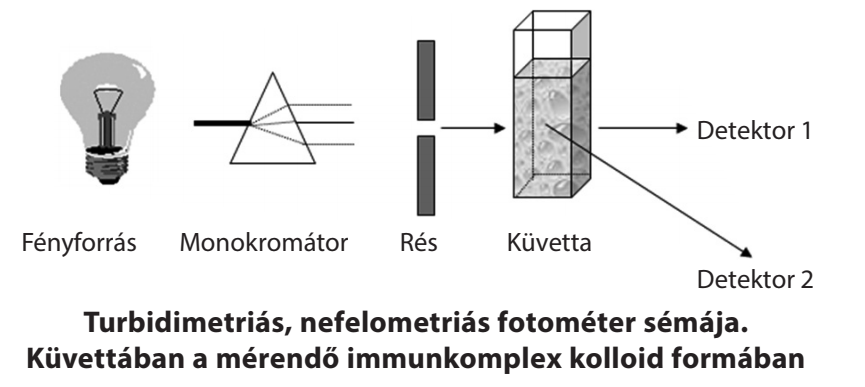 Detektor 1
Fényforrás Monokromátor Rés Küvetta
Detektor 2
Turbidimetriás, nefelometriás fotométer sémája.
Küvettában a mérendő immunkomplex kolloid formában